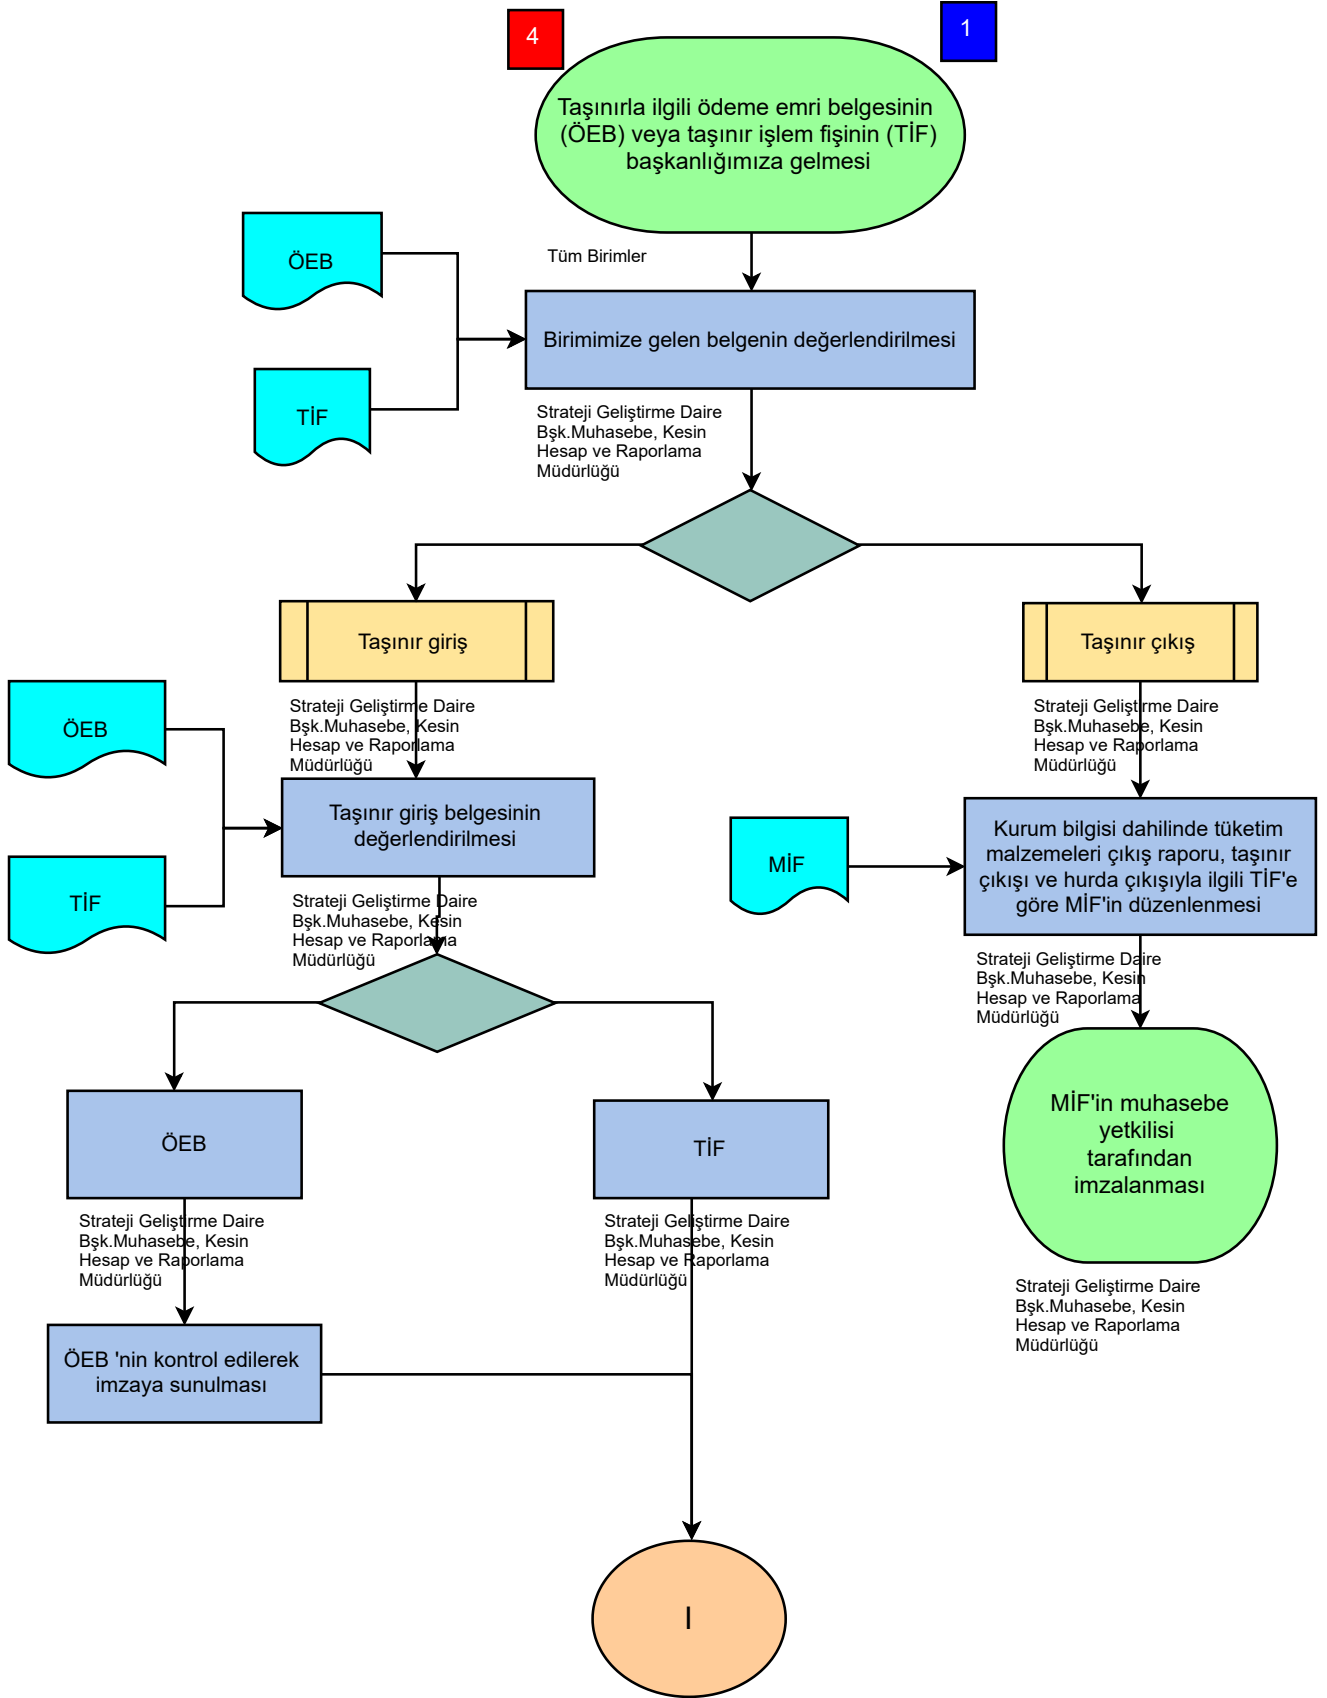 4
1
Taşınırla ilgili ödeme emri belgesinin
(ÖEB) veya taşınır işlem fişinin (TİF)
başkanlığımıza gelmesi
Tüm Birimler
ÖEB
Birimimize gelen belgenin değerlendirilmesi
TİF
Strateji Geliştirme Daire
Bşk.Muhasebe, Kesin
Hesap ve Raporlama
Müdürlüğü
Taşınır giriş
Taşınır çıkış
Strateji Geliştirme Daire
Bşk.Muhasebe, Kesin
Hesap ve Raporlama
Müdürlüğü
Strateji Geliştirme Daire
Bşk.Muhasebe, Kesin
Hesap ve Raporlama
Müdürlüğü
ÖEB
Taşınır giriş belgesinin
değerlendirilmesi
TİF
MİF
Kurum bilgisi dahilinde tüketim
malzemeleri çıkış raporu, taşınır
çıkışı ve hurda çıkışıyla ilgili TİF'e
göre MİF'in düzenlenmesi
Strateji Geliştirme Daire
Bşk.Muhasebe, Kesin
Hesap ve Raporlama
Müdürlüğü
Strateji Geliştirme Daire
Bşk.Muhasebe, Kesin
Hesap ve Raporlama
Müdürlüğü
ÖEB
TİF
MİF'in muhasebe
yetkilisi
tarafından
imzalanması
Strateji Geliştirme Daire
Bşk.Muhasebe, Kesin
Hesap ve Raporlama
Müdürlüğü
Strateji Geliştirme Daire
Bşk.Muhasebe, Kesin
Hesap ve Raporlama
Müdürlüğü
Strateji Geliştirme Daire
Bşk.Muhasebe, Kesin
Hesap ve Raporlama
Müdürlüğü
ÖEB 'nin kontrol edilerek
imzaya sunulması
I